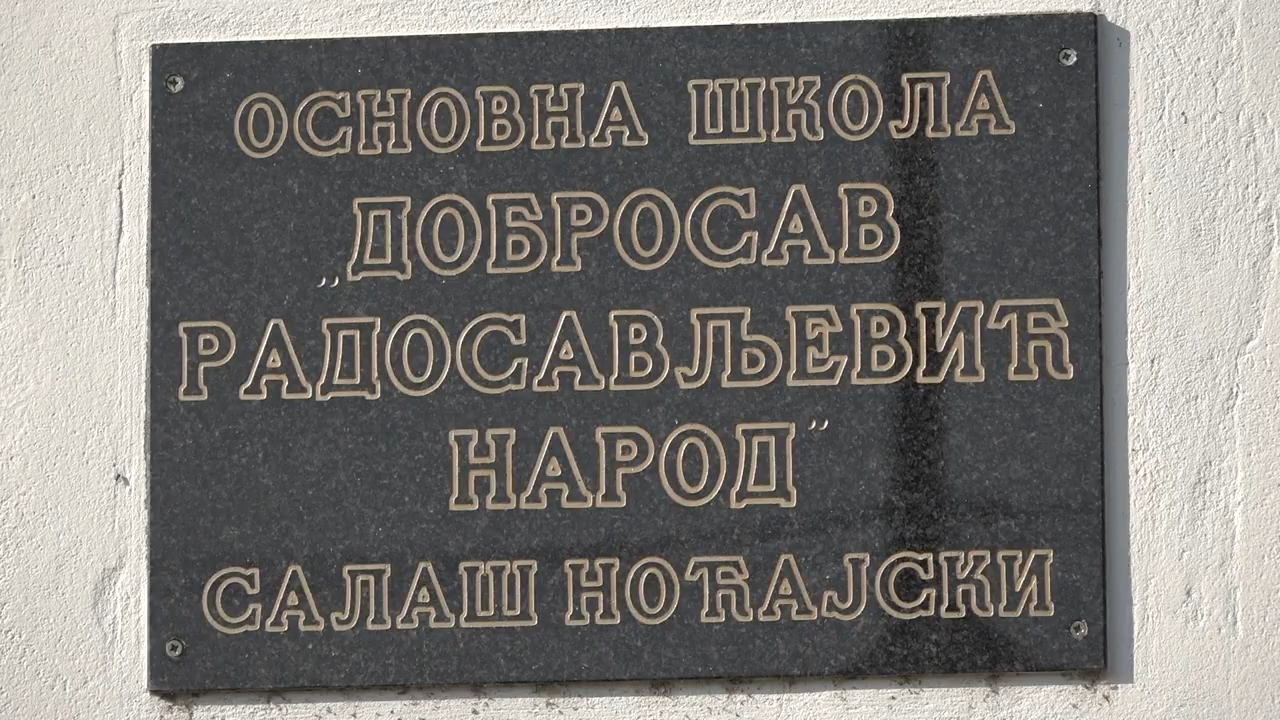 ОСНОВНА ШКОЛА
„ДОБРОСАВ
РАДОСАВЉЕВИЋ
НАРОД”
САЛАШ НОЋАЈСКИ